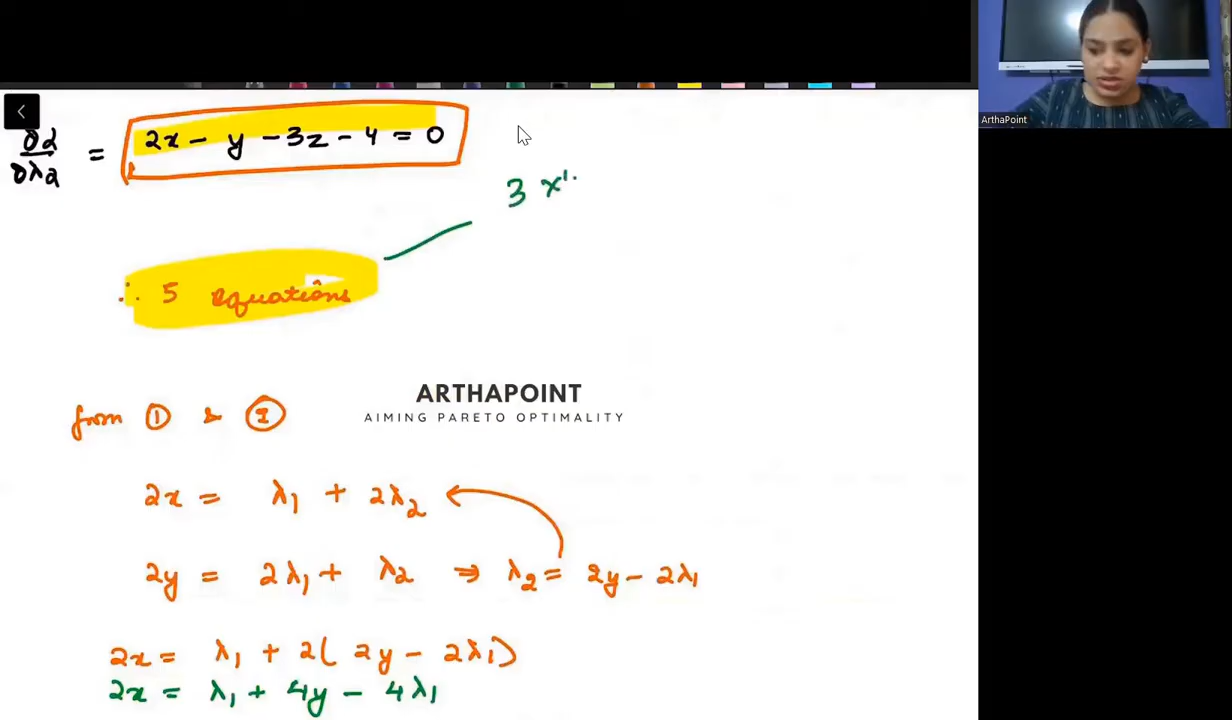 ∂λ2 = 2x - y - 3z - 4 = 0
3 x
∴ 5 equations
ARTHAPOINT
AIMING PARETO OPTIMALITY
from ① & ②
2x = λ1 + 2λ2
2y = 2λ1 + λ2 ⇒ λ2 = 2y - 2λ1
2x = λ1 + 2( 2y - 2λ1)
2x = λ1 + 4y - 4λ1
ArthaPoint